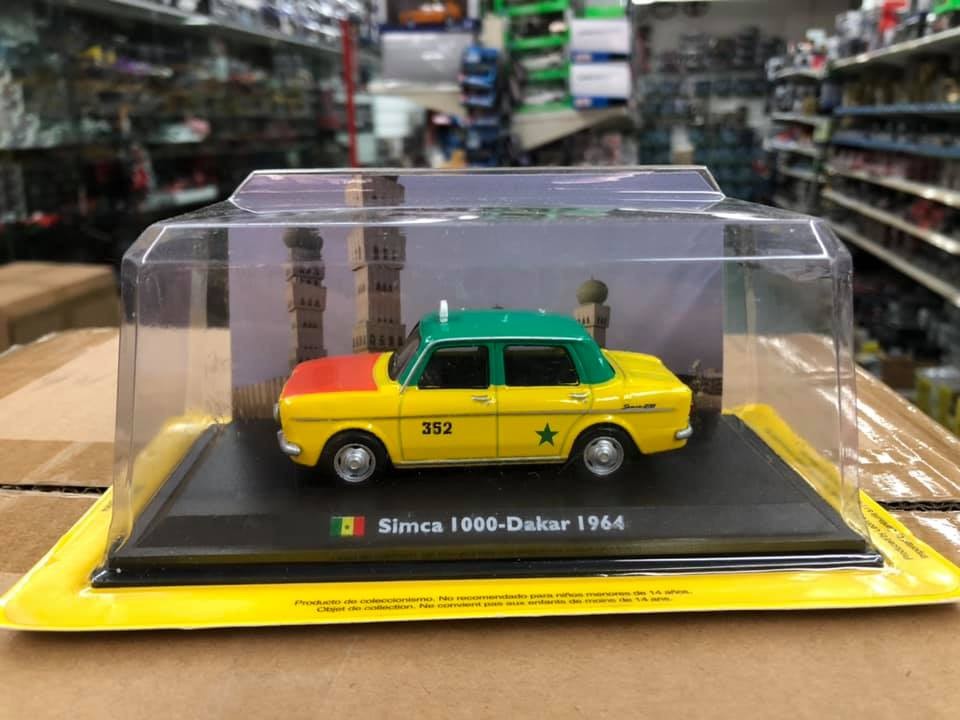 352
Simca 1000-Dakar 1964
Producto de coleccionismo. No recomendado para niños menores de 14 años.
Objet de collection. Ne convient pas aux enfants de moins de 14 ans.